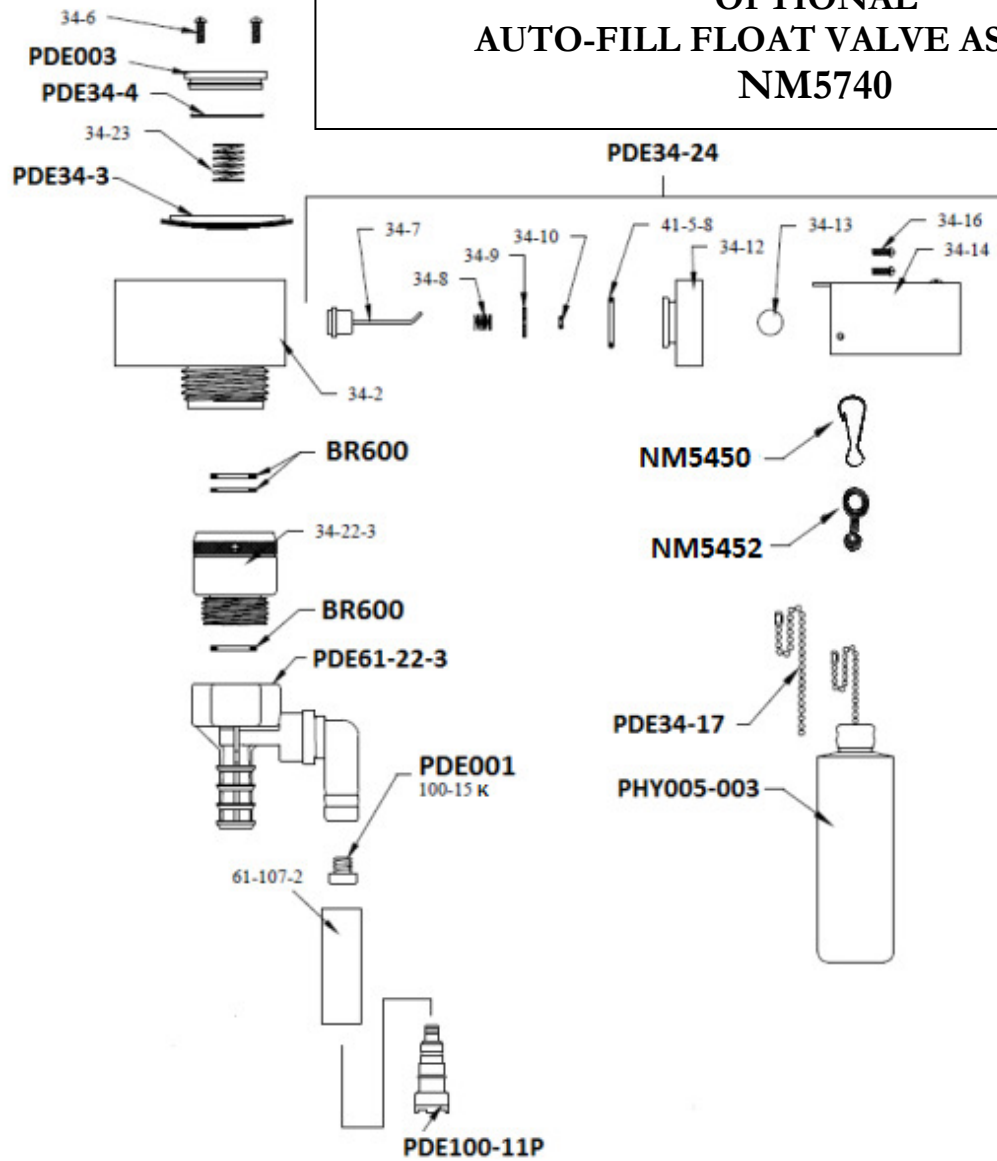 OPTIONAL
AUTO-FILL FLOAT VALVE AS
NM5740
34-6
PDE003
PDE34-4
34-23
PDE34-3
PDE34-24
34-7
34-8
34-9
34-10
41-5-8
34-12
34-13
34-16
34-14
34-2
BR600
34-22-3
BR600
PDE61-22-3
PDE001
100-15 K
61-107-2
PDE100-11P
NM5450
NM5452
PDE34-17
PHY005-003